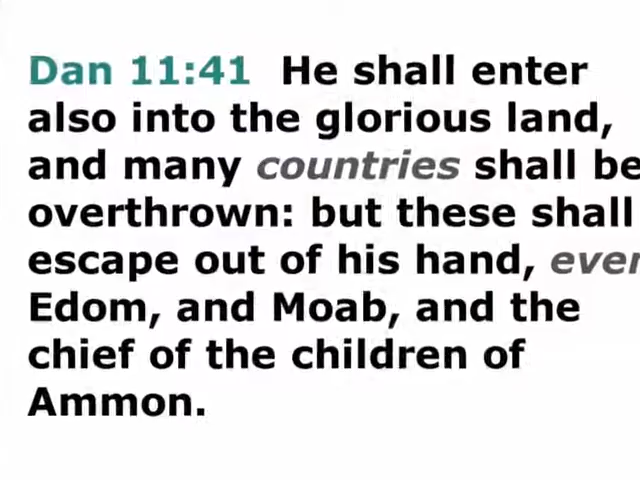 Dan 11:41 He shall enter
also into the glorious land,
and many countries shall be
overthrown: but these shall
escape out of his hand, even
Edom, and Moab, and the
chief of the children of
Ammon.